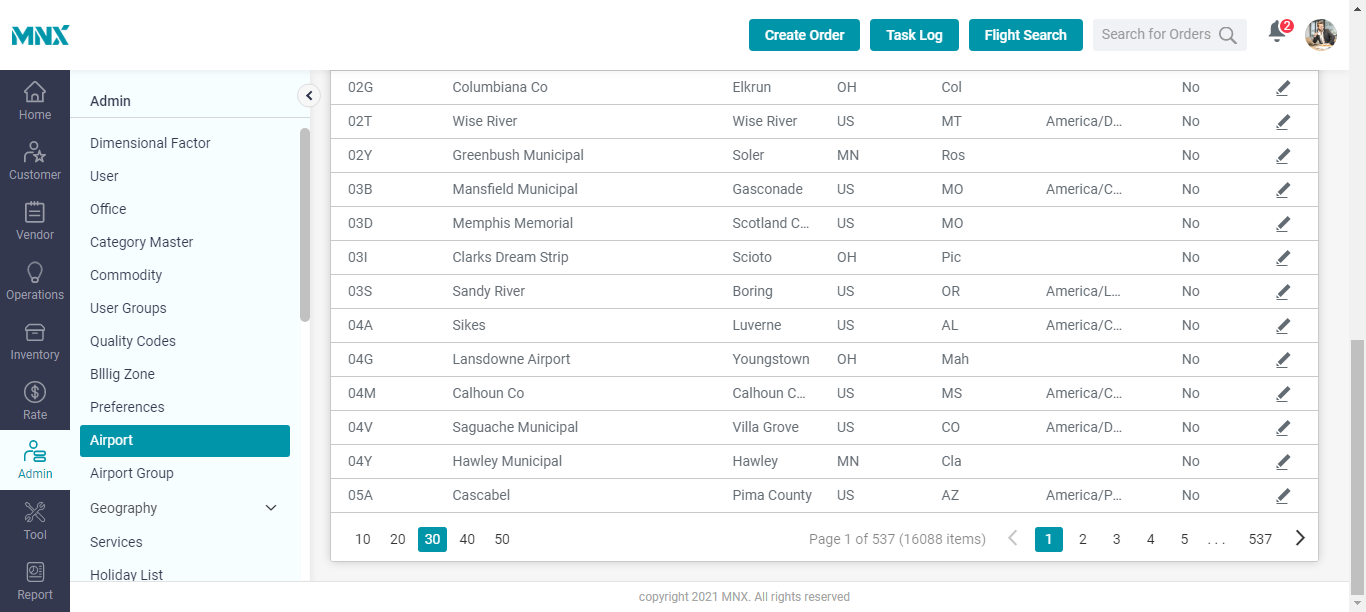 MNX
Create Order Task Log Flight Search Search for Orders 2
Home
Customer
Vendor
Operations
Inventory
Rate
Admin
Tool
Report
Admin
Dimensional Factor
User
Office
Category Master
Commodity
User Groups
Quality Codes
Blllig Zone
Preferences
Airport
Airport Group
Geography
Services
Holiday List
02G Columbiana Co Elkrun OH Col No
02T Wise River Wise River US MT America/D... No
02Y Greenbush Municipal Soler MN Ros No
03B Mansfield Municipal Gasconade US MO America/C... No
03D Memphis Memorial Scotland C... US MO No
03I Clarks Dream Strip Scioto OH Pic No
03S Sandy River Boring US OR America/L... No
04A Sikes Luverne US AL America/C... No
04G Lansdowne Airport Youngstown OH Mah No
04M Calhoun Co Calhoun C... US MS America/C... No
04V Saguache Municipal Villa Grove US CO America/D... No
04Y Hawley Municipal Hawley MN Cla No
05A Cascabel Pima County US AZ America/P... No
10 20 30 40 50 Page 1 of 537 (16088 items) 1 2 3 4 5 ... 537
copyright 2021 MNX. All rights reserved